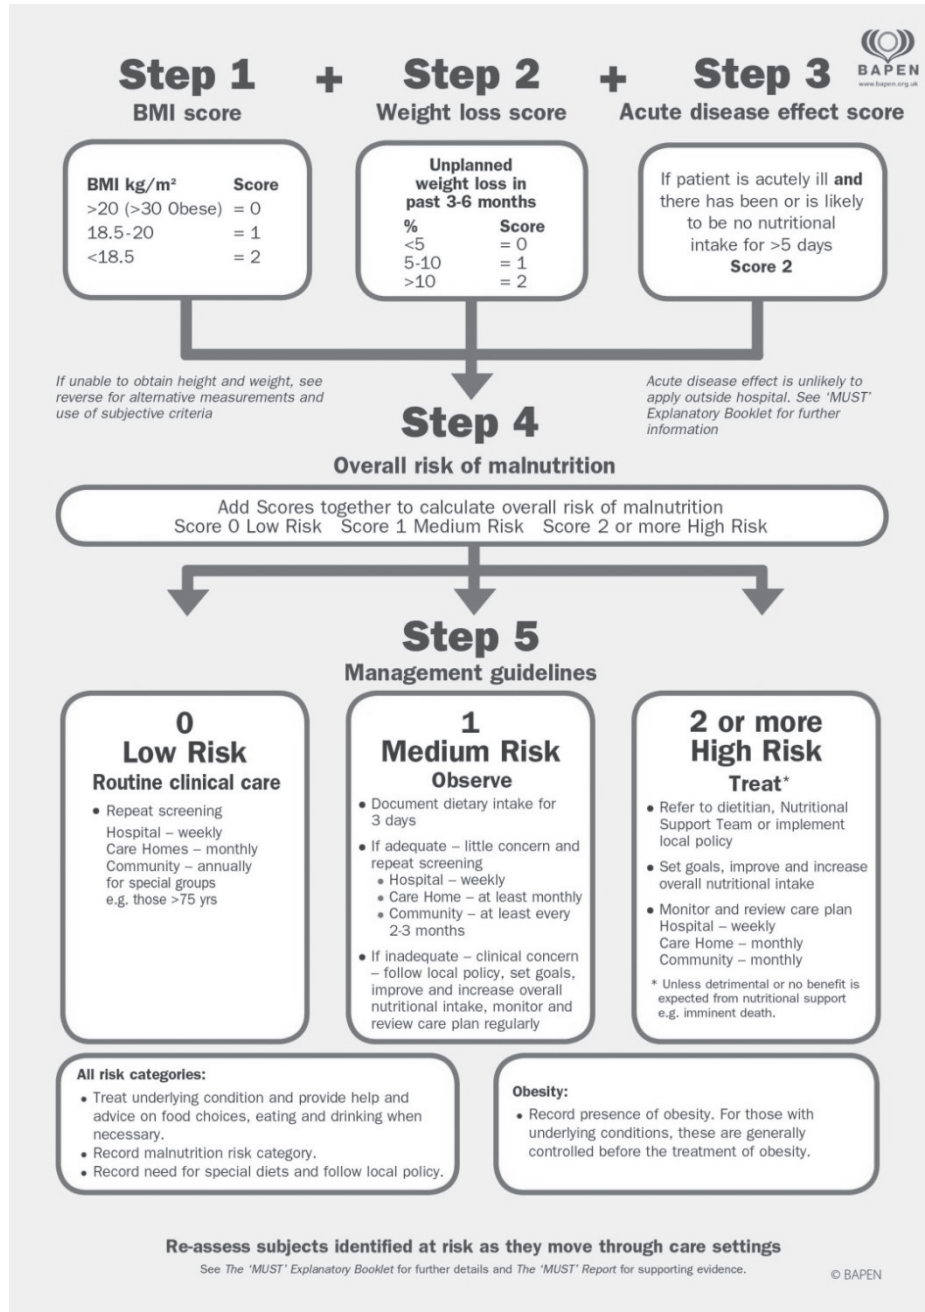 Step 1 + Step 2 + Step 3
BAPEN
www.bapen.org.uk
BMI score
Weight loss score
Acute disease effect score
BMI kg/m² Score
>20 (>30 Obese) = 0
18.5-20 = 1
<18.5 = 2
Unplanned
weight loss in
past 3-6 months
% Score
<5 = 0
5-10 = 1
>10 = 2
If patient is acutely ill and
there has been or is likely
to be no nutritional
intake for >5 days
Score 2
If unable to obtain height and weight, see
reverse for alternative measurements and
use of subjective criteria
Acute disease effect is unlikely to
apply outside hospital. See ‘MUST’
Explanatory Booklet for further
information
Step 4
Overall risk of malnutrition
Add Scores together to calculate overall risk of malnutrition
Score 0 Low Risk Score 1 Medium Risk Score 2 or more High Risk
Step 5
Management guidelines
0
Low Risk
Routine clinical care
• Repeat screening
Hospital – weekly
Care Homes – monthly
Community – annually
for special groups
e.g. those >75 yrs
1
Medium Risk
Observe
• Document dietary intake for
3 days
• If adequate – little concern and
repeat screening
• Hospital – weekly
• Care Home – at least monthly
• Community – at least every
2-3 months
• If inadequate – clinical concern
– follow local policy, set goals,
improve and increase overall
nutritional intake, monitor and
review care plan regularly
2 or more
High Risk
Treat*
• Refer to dietitian, Nutritional
Support Team or implement
local policy
• Set goals, improve and increase
overall nutritional intake
• Monitor and review care plan
Hospital – weekly
Care Home – monthly
Community – monthly
* Unless detrimental or no benefit is
expected from nutritional support
e.g. imminent death.
All risk categories:
• Treat underlying condition and provide help and
advice on food choices, eating and drinking when
necessary.
• Record malnutrition risk category.
• Record need for special diets and follow local policy.
Obesity:
• Record presence of obesity. For those with
underlying conditions, these are generally
controlled before the treatment of obesity.
Re-assess subjects identified at risk as they move through care settings
See The ‘MUST’ Explanatory Booklet for further details and The ‘MUST’ Report for supporting evidence.
© BAPEN